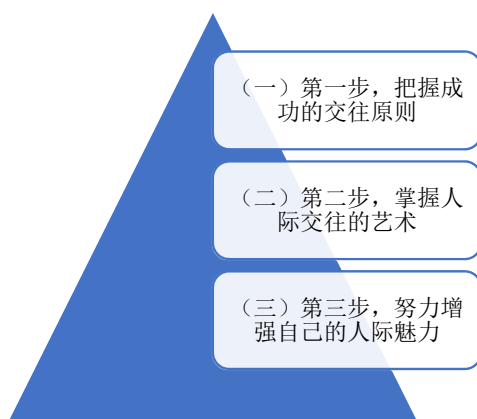 （一）第一步，把握成
功的交往原则
（二）第二步，掌握人
际交往的艺术
（三）第三步，努力增
强自己的人际魅力